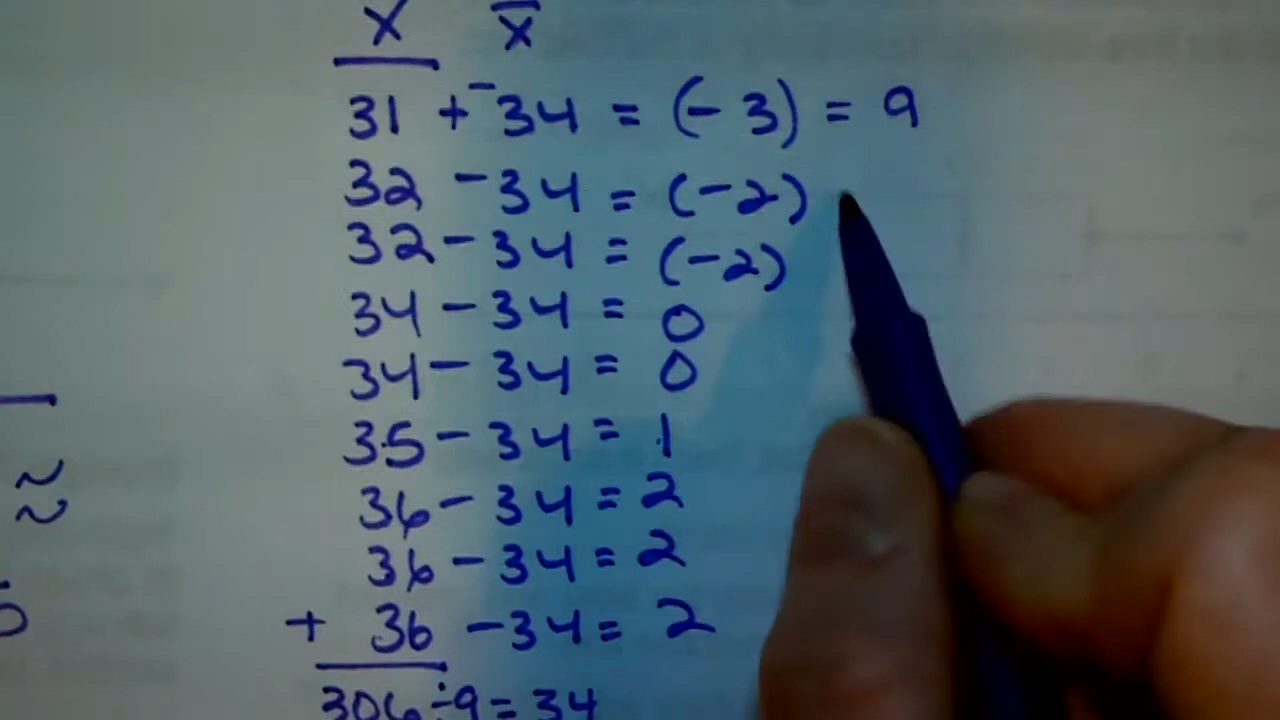 x x̄
31 + -34 = (-3) = 9
32 - 34 = (-2)
32 - 34 = (-2)
34 - 34 = 0
34 - 34 = 0
35 - 34 = 1
36 - 34 = 2
36 - 34 = 2
+ 36 - 34 = 2
306 ÷ 9 = 34